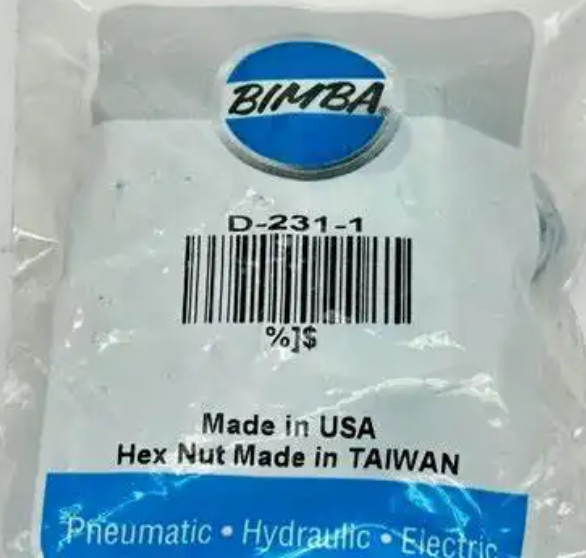 BIMBA
D-231-1
%]$
Made in USA
Hex Nut Made in TAIWAN
Pneumatic • Hydraulic • Electric